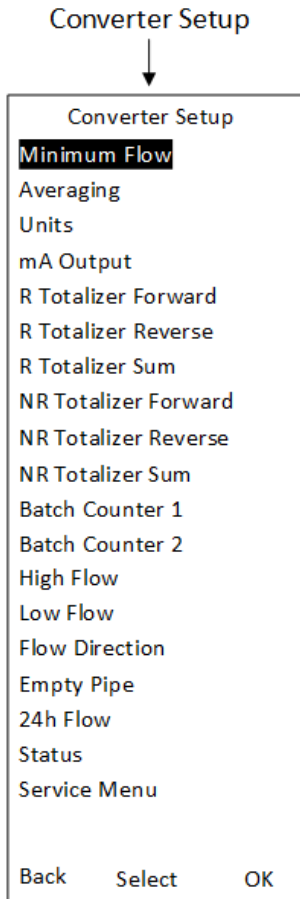 Converter Setup
Converter Setup
Minimum Flow
Averaging
Units
mA Output
R Totalizer Forward
R Totalizer Reverse
R Totalizer Sum
NR Totalizer Forward
NR Totalizer Reverse
NR Totalizer Sum
Batch Counter 1
Batch Counter 2
High Flow
Low Flow
Flow Direction
Empty Pipe
24h Flow
Status
Service Menu
Back Select OK